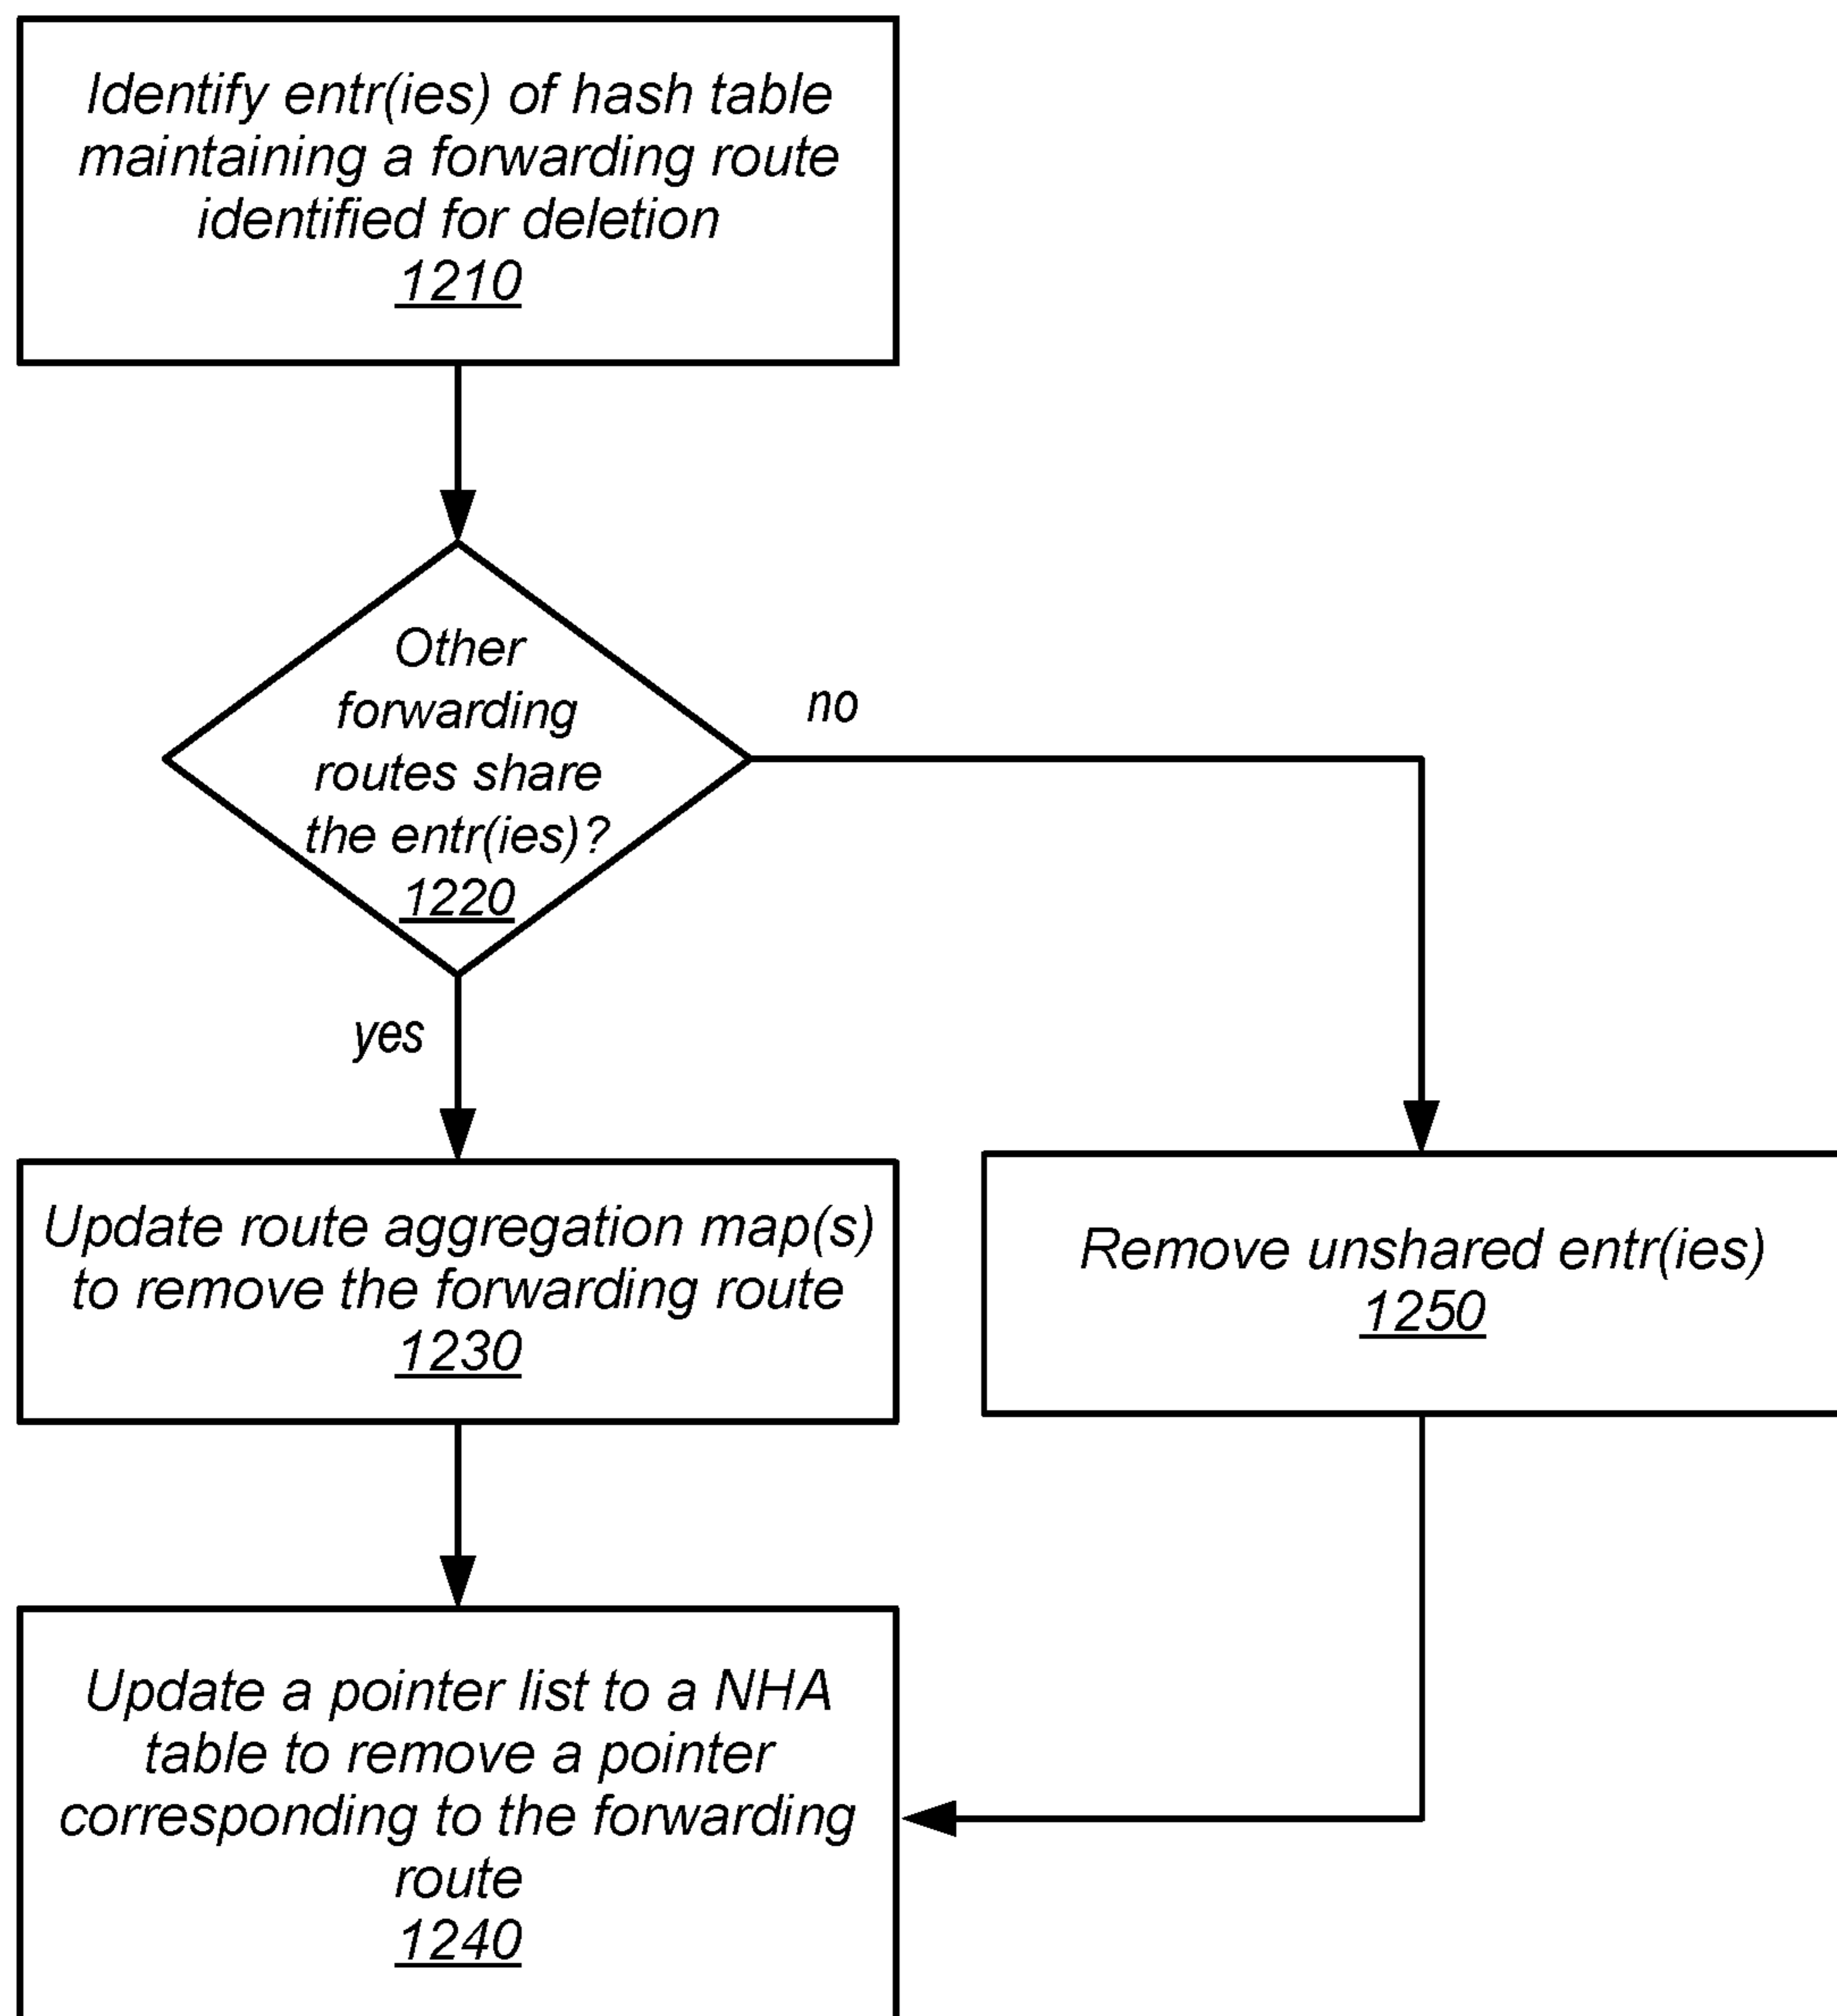 Identify entr(ies) of hash table
maintaining a forwarding route
identified for deletion
1210
Other
forwarding
routes share
the entr(ies)?
1220
no
yes
Update route aggregation map(s)
to remove the forwarding route
1230
Remove unshared entr(ies)
1250
Update a pointer list to a NHA
table to remove a pointer
corresponding to the forwarding
route
1240